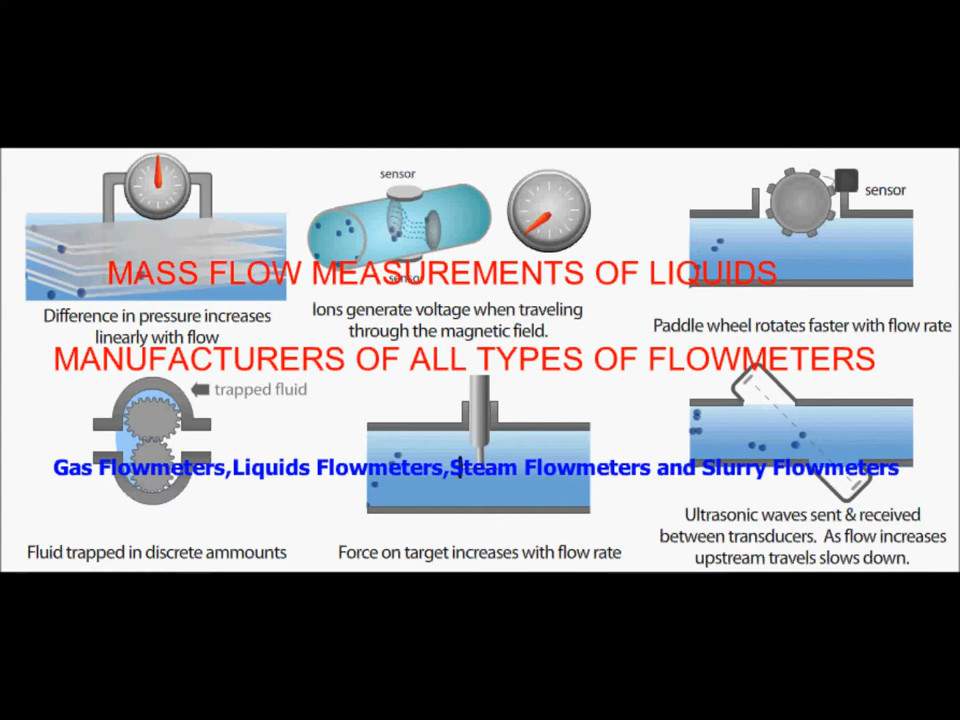 sensor
sensor
sensor
MASS FLOW MEASUREMENTS OF LIQUIDS
Difference in pressure increases
linearly with flow
Ions generate voltage when traveling
through the magnetic field.
Paddle wheel rotates faster with flow rate
MANUFACTURERS OF ALL TYPES OF FLOWMETERS
trapped fluid
Gas Flowmeters,Liquids Flowmeters,Steam Flowmeters and Slurry Flowmeters
Fluid trapped in discrete ammounts
Force on target increases with flow rate
Ultrasonic waves sent & received
between transducers. As flow increases
upstream travels slows down.